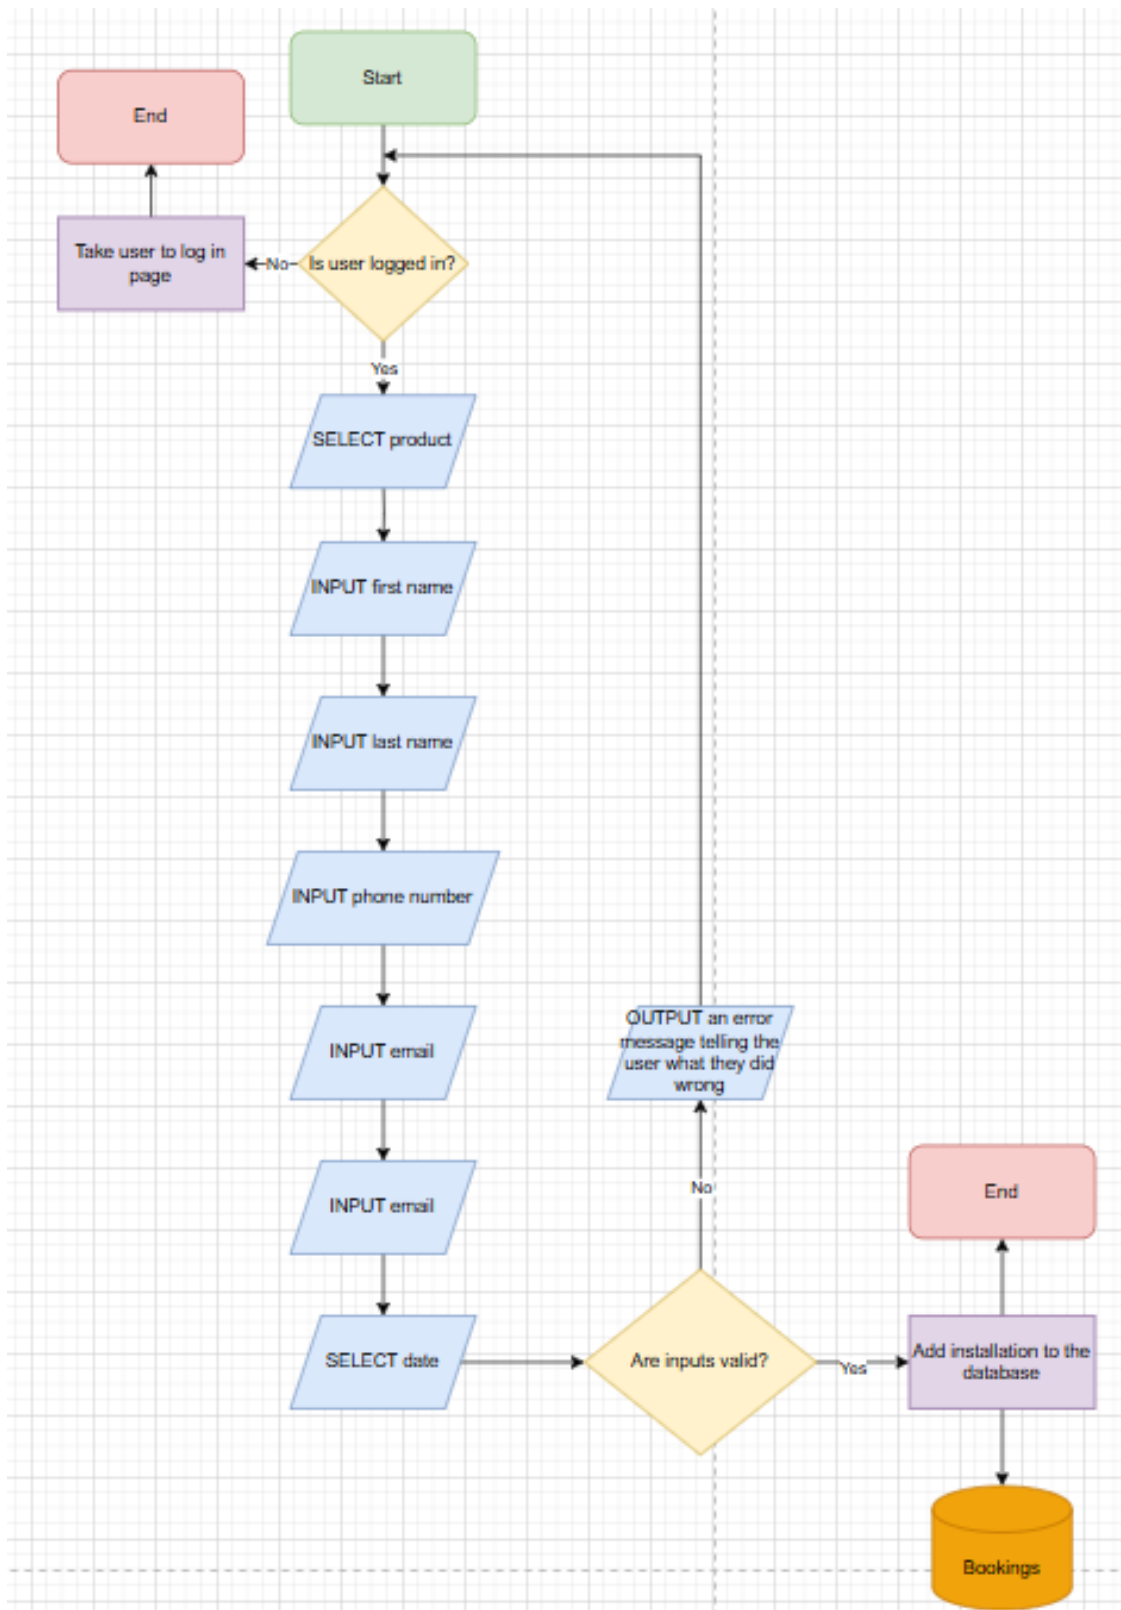 Start
End
Take user to log in
page
No
Is user logged in?
Yes
SELECT product
INPUT first name
INPUT last name
INPUT phone number
INPUT email
OUTPUT an error
message telling the
user what they did
wrong
INPUT email
No
End
SELECT date
Are inputs valid?
Yes
Add installation to the
database
Bookings